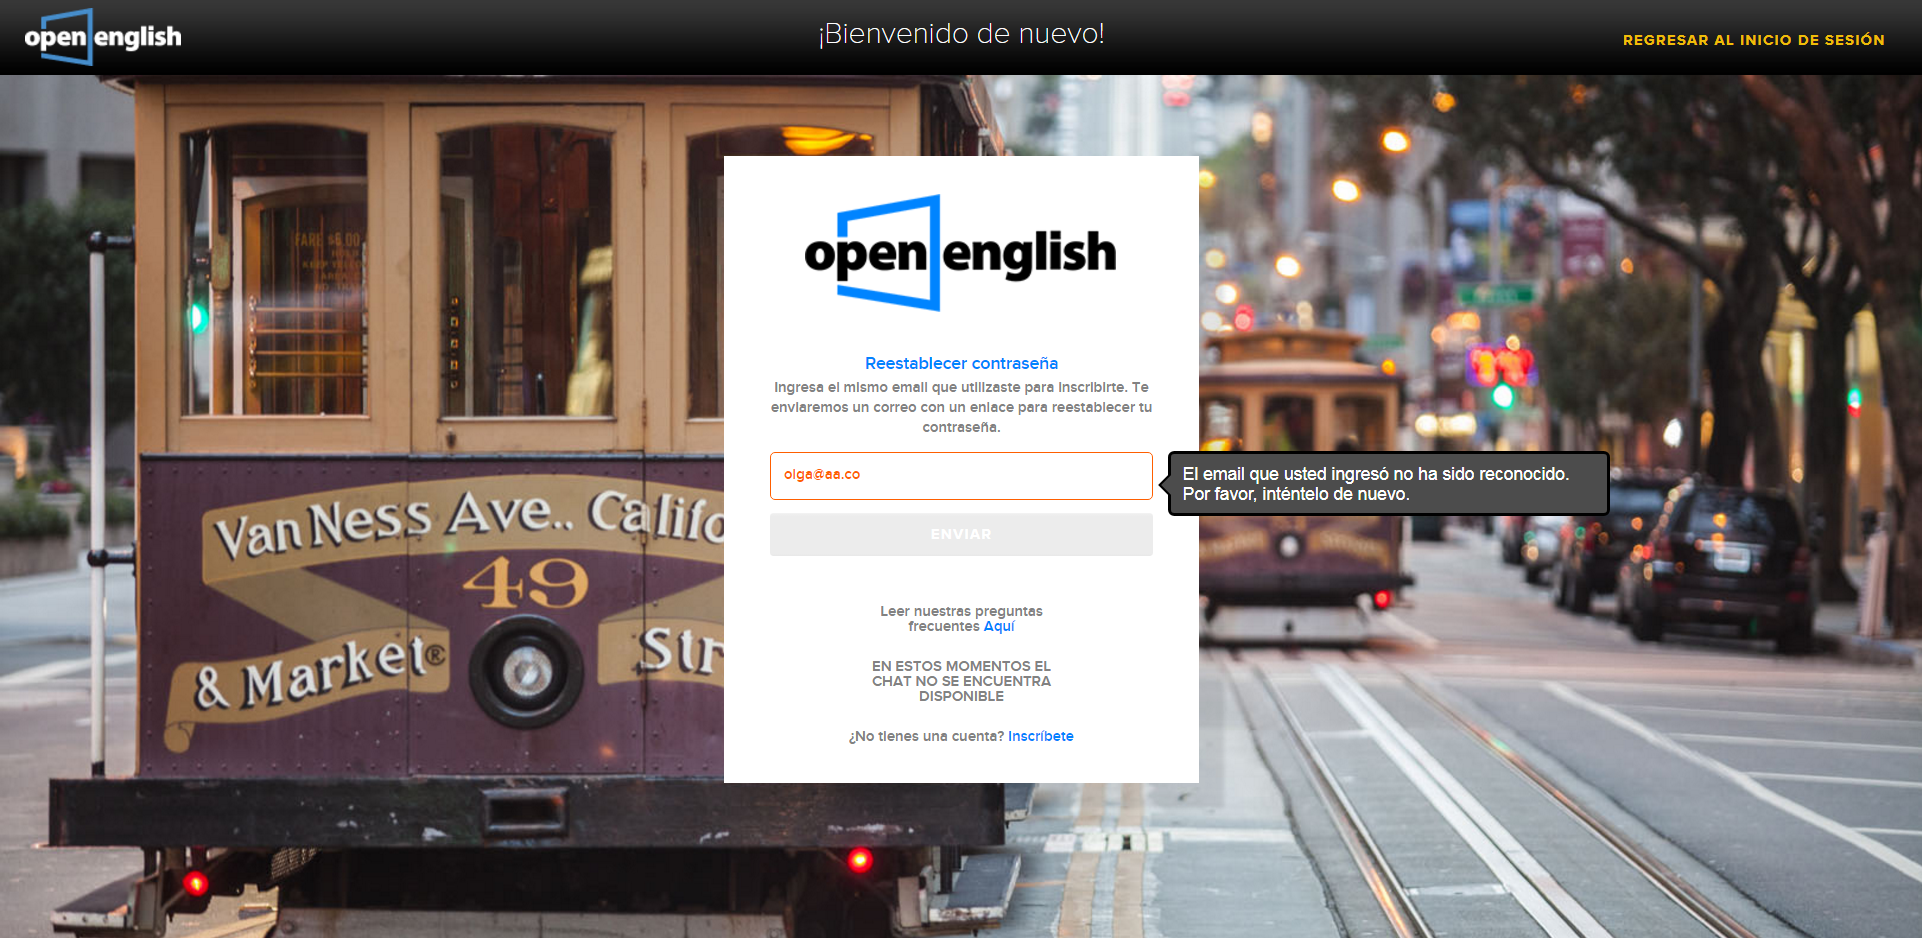 open english
¡Bienvenido de nuevo!
REGRESAR AL INICIO DE SESIÓN
FARE $6.00
open english
Reestablecer contraseña
Ingresa el mismo email que utilizaste para inscribirte. Te
enviaremos un correo con un enlace para reestablecer tu
contraseña.
olga@aa.co
El email que usted ingresó no ha sido reconocido.
Por favor, inténtelo de nuevo.
ENVIAR
Van Ness Ave., Califo
49
& Market® Str
Leer nuestras preguntas
frecuentes Aquí
EN ESTOS MOMENTOS EL
CHAT NO SE ENCUENTRA
DISPONIBLE
¿No tienes una cuenta? Inscríbete